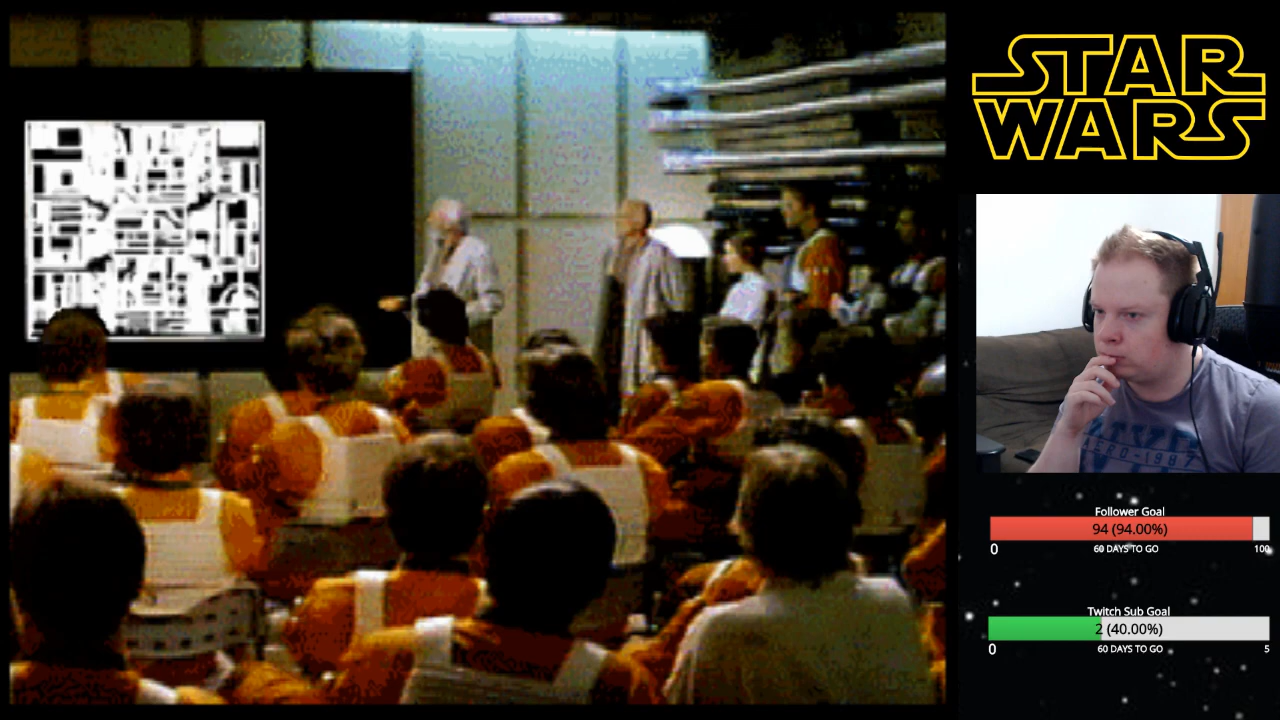 STAR
WARS
Follower Goal
94 (94.00%)
0
60 DAYS TO GO
100
Twitch Sub Goal
2 (40.00%)
0
60 DAYS TO GO
5